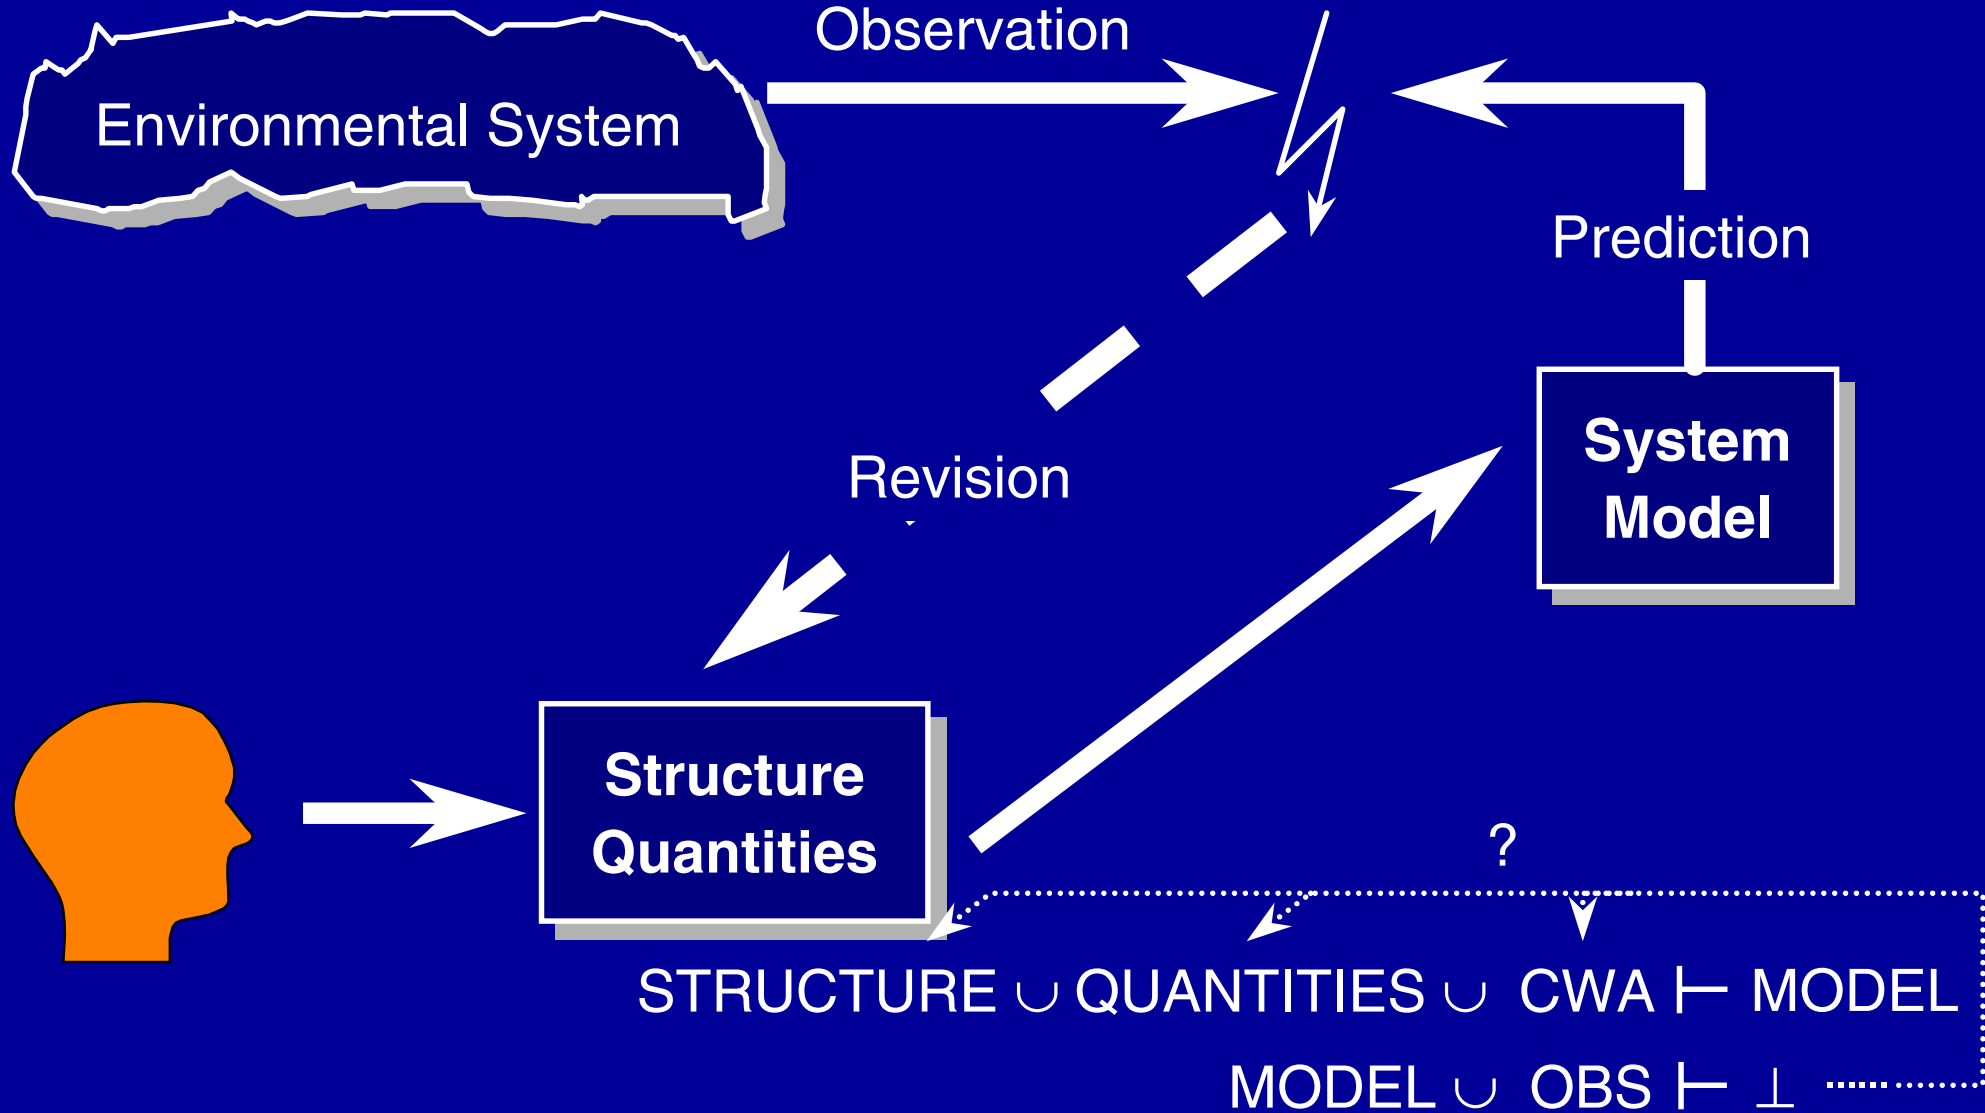 Observation
Environmental System
Prediction
System
Model
Revision
Structure
Quantities
?
STRUCTURE ∪ QUANTITIES ∪ CWA ⊢ MODEL
MODEL ∪ OBS ⊢ ⊥